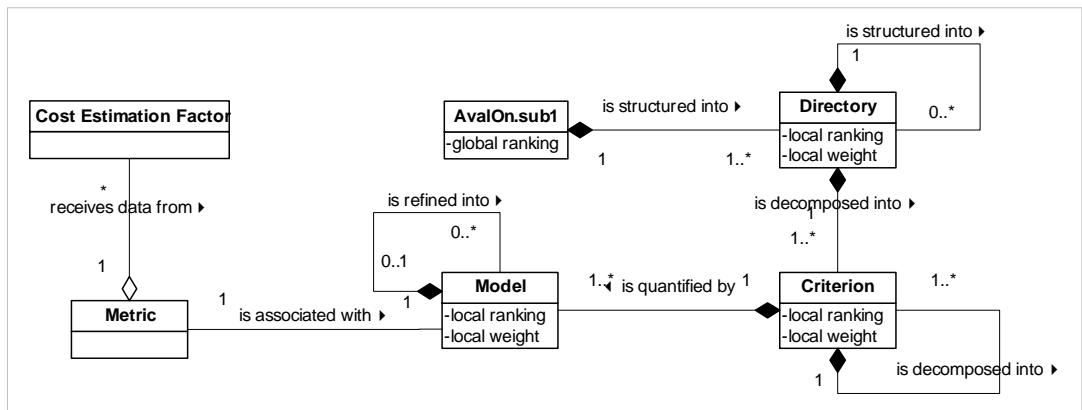 is structured into
1
0..*
Cost Estimation Factor
AvalOn.sub1
-global ranking
is structured into
1
1..*
Directory
-local ranking
-local weight
*
receives data from
1
is refined into
0..*
0..1
is decomposed into
1
1..*
Metric
1
is associated with
1
Model
-local ranking
-local weight
1..*
is quantified by
1
Criterion
-local ranking
-local weight
1..*
1
is decomposed into